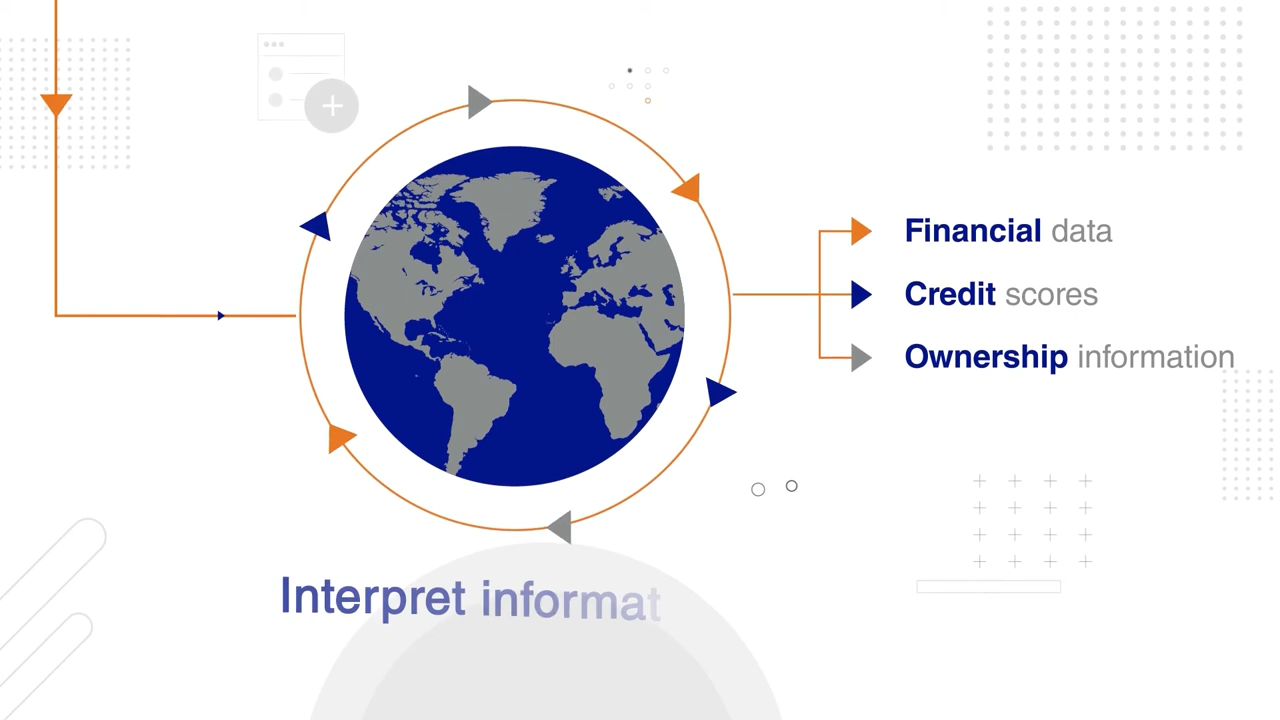 Financial data
Credit scores
Ownership information
Interpret informat